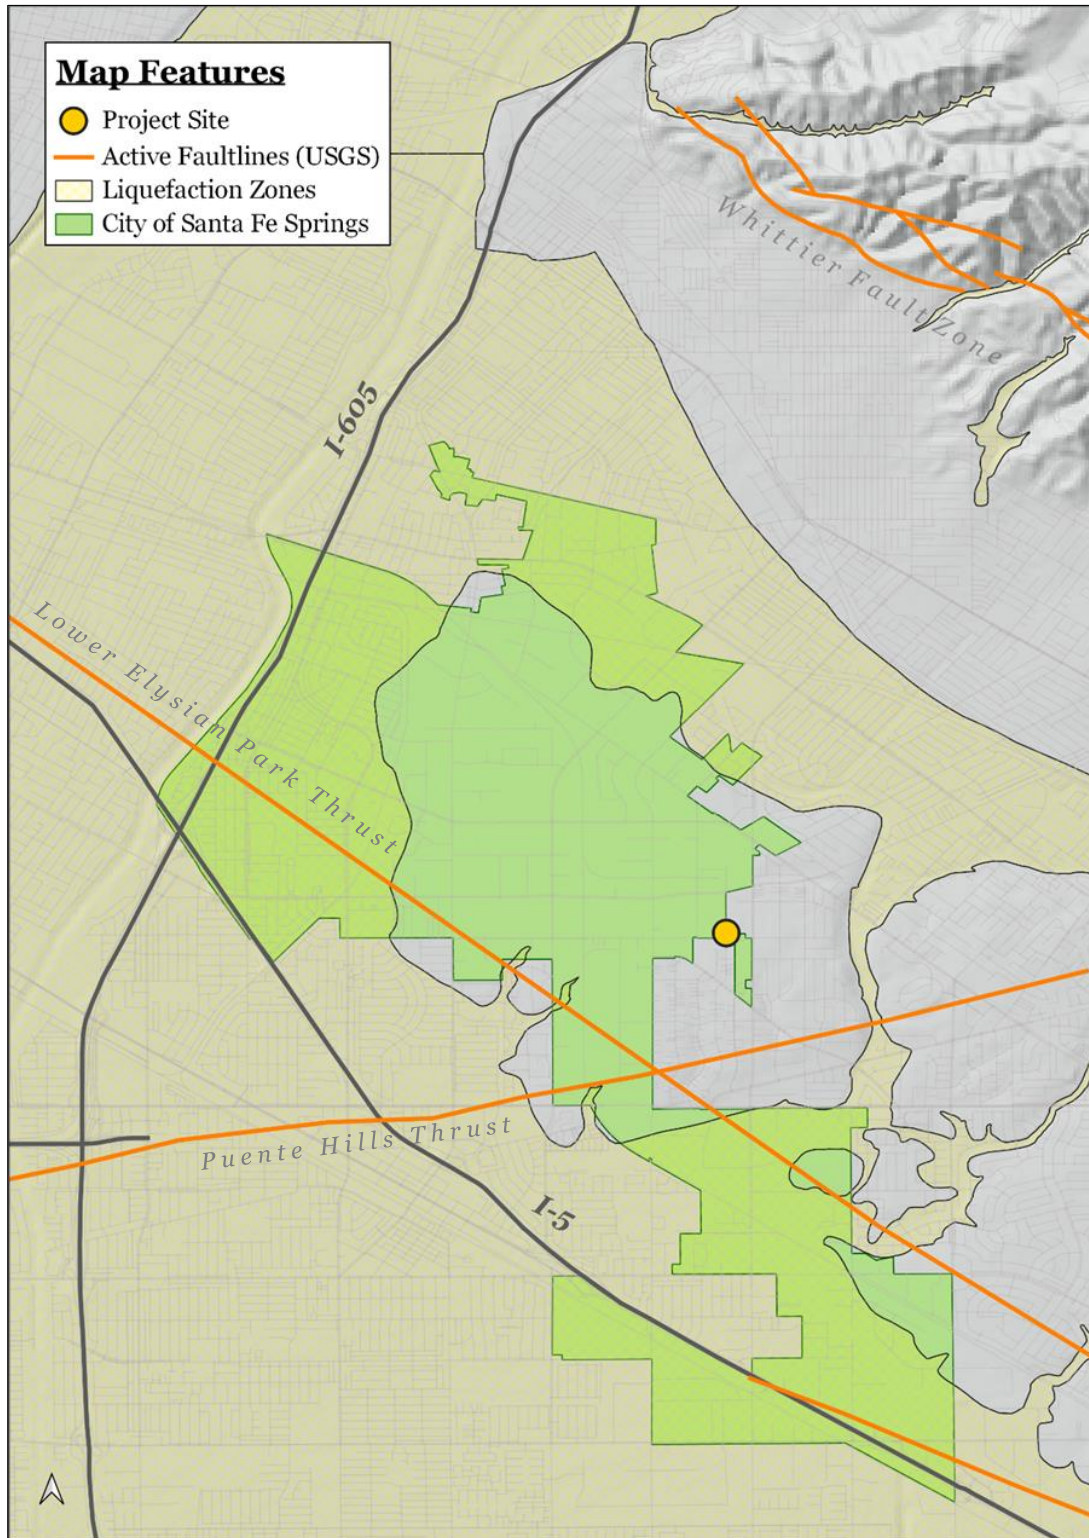 Map Features
Project Site
Active Faultlines (USGS)
Liquefaction Zones
City of Santa Fe Springs
Whittier Fault Zone
I-605
Lower Elysian Park Thrust
Puente Hills Thrust
I-5